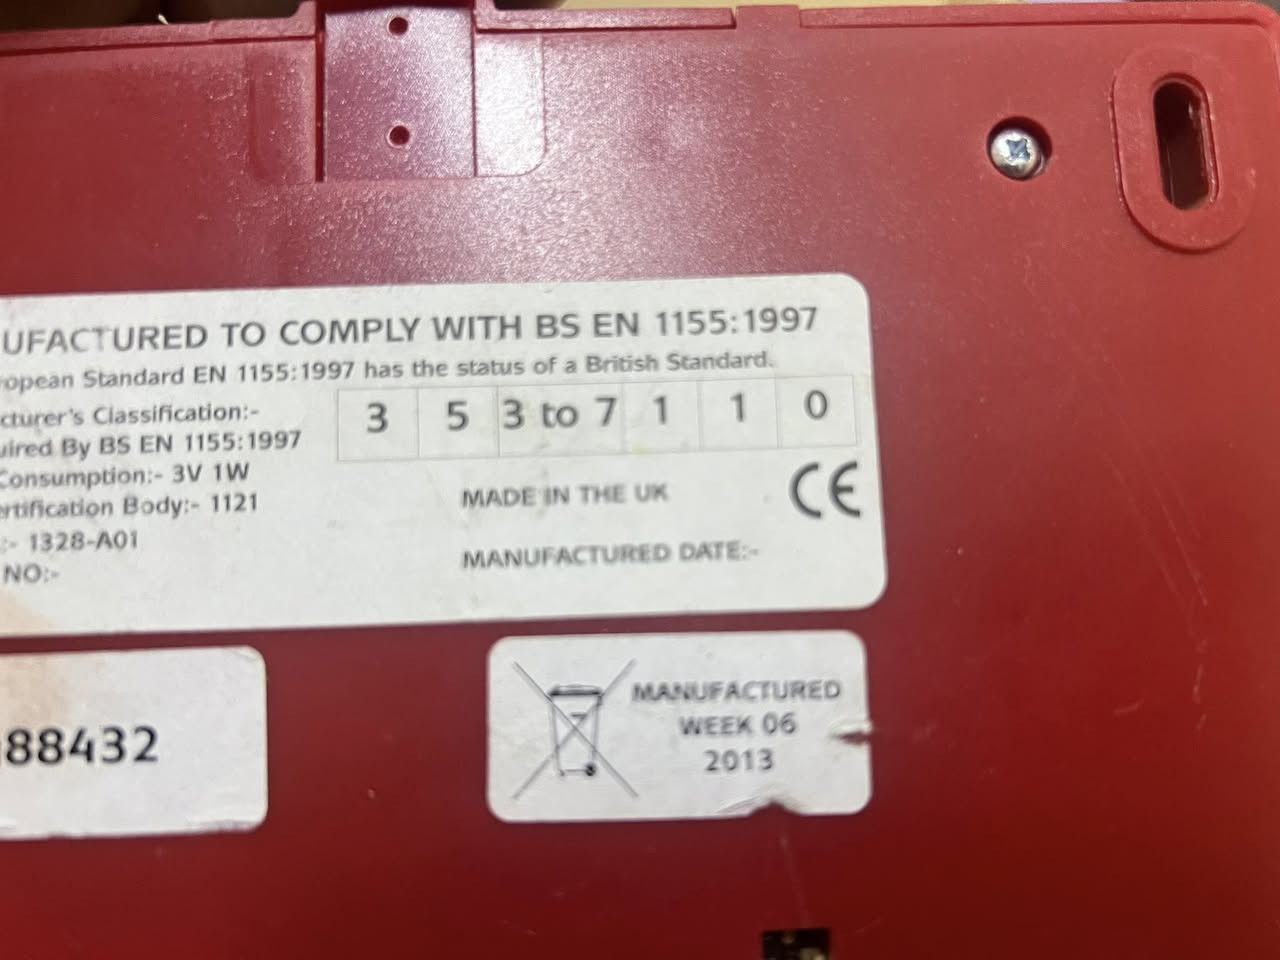 UFACTURED TO COMPLY WITH BS EN 1155:1997
ropean Standard EN 1155:1997 has the status of a British Standard.
cturer's Classification:-
uired By BS EN 1155:1997
3 5 3 to 7 1 1 0
Consumption:- 3V 1W
ertification Body:- 1121
:- 1328-A01
NO:-
MADE IN THE UK
CE
MANUFACTURED DATE:-
88432
MANUFACTURED
WEEK 06
2013